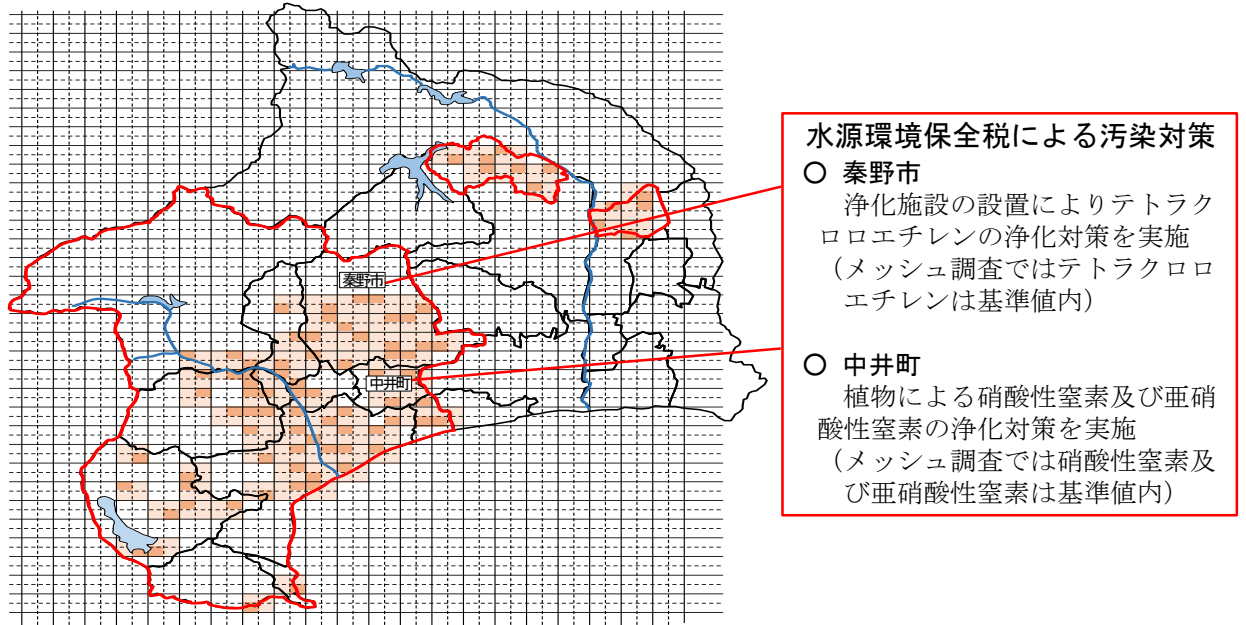 水源環境保全税による汚染対策
○ 秦野市
浄化施設の設置によりテトラク
ロロエチレンの浄化対策を実施
(メッシュ調査ではテトラクロロ
エチレンは基準値内)
○ 中井町
植物による硝酸性窒素及び亜硝
酸性窒素の浄化対策を実施
(メッシュ調査では硝酸性窒素及
び亜硝酸性窒素は基準値内)
秦野市
中井町